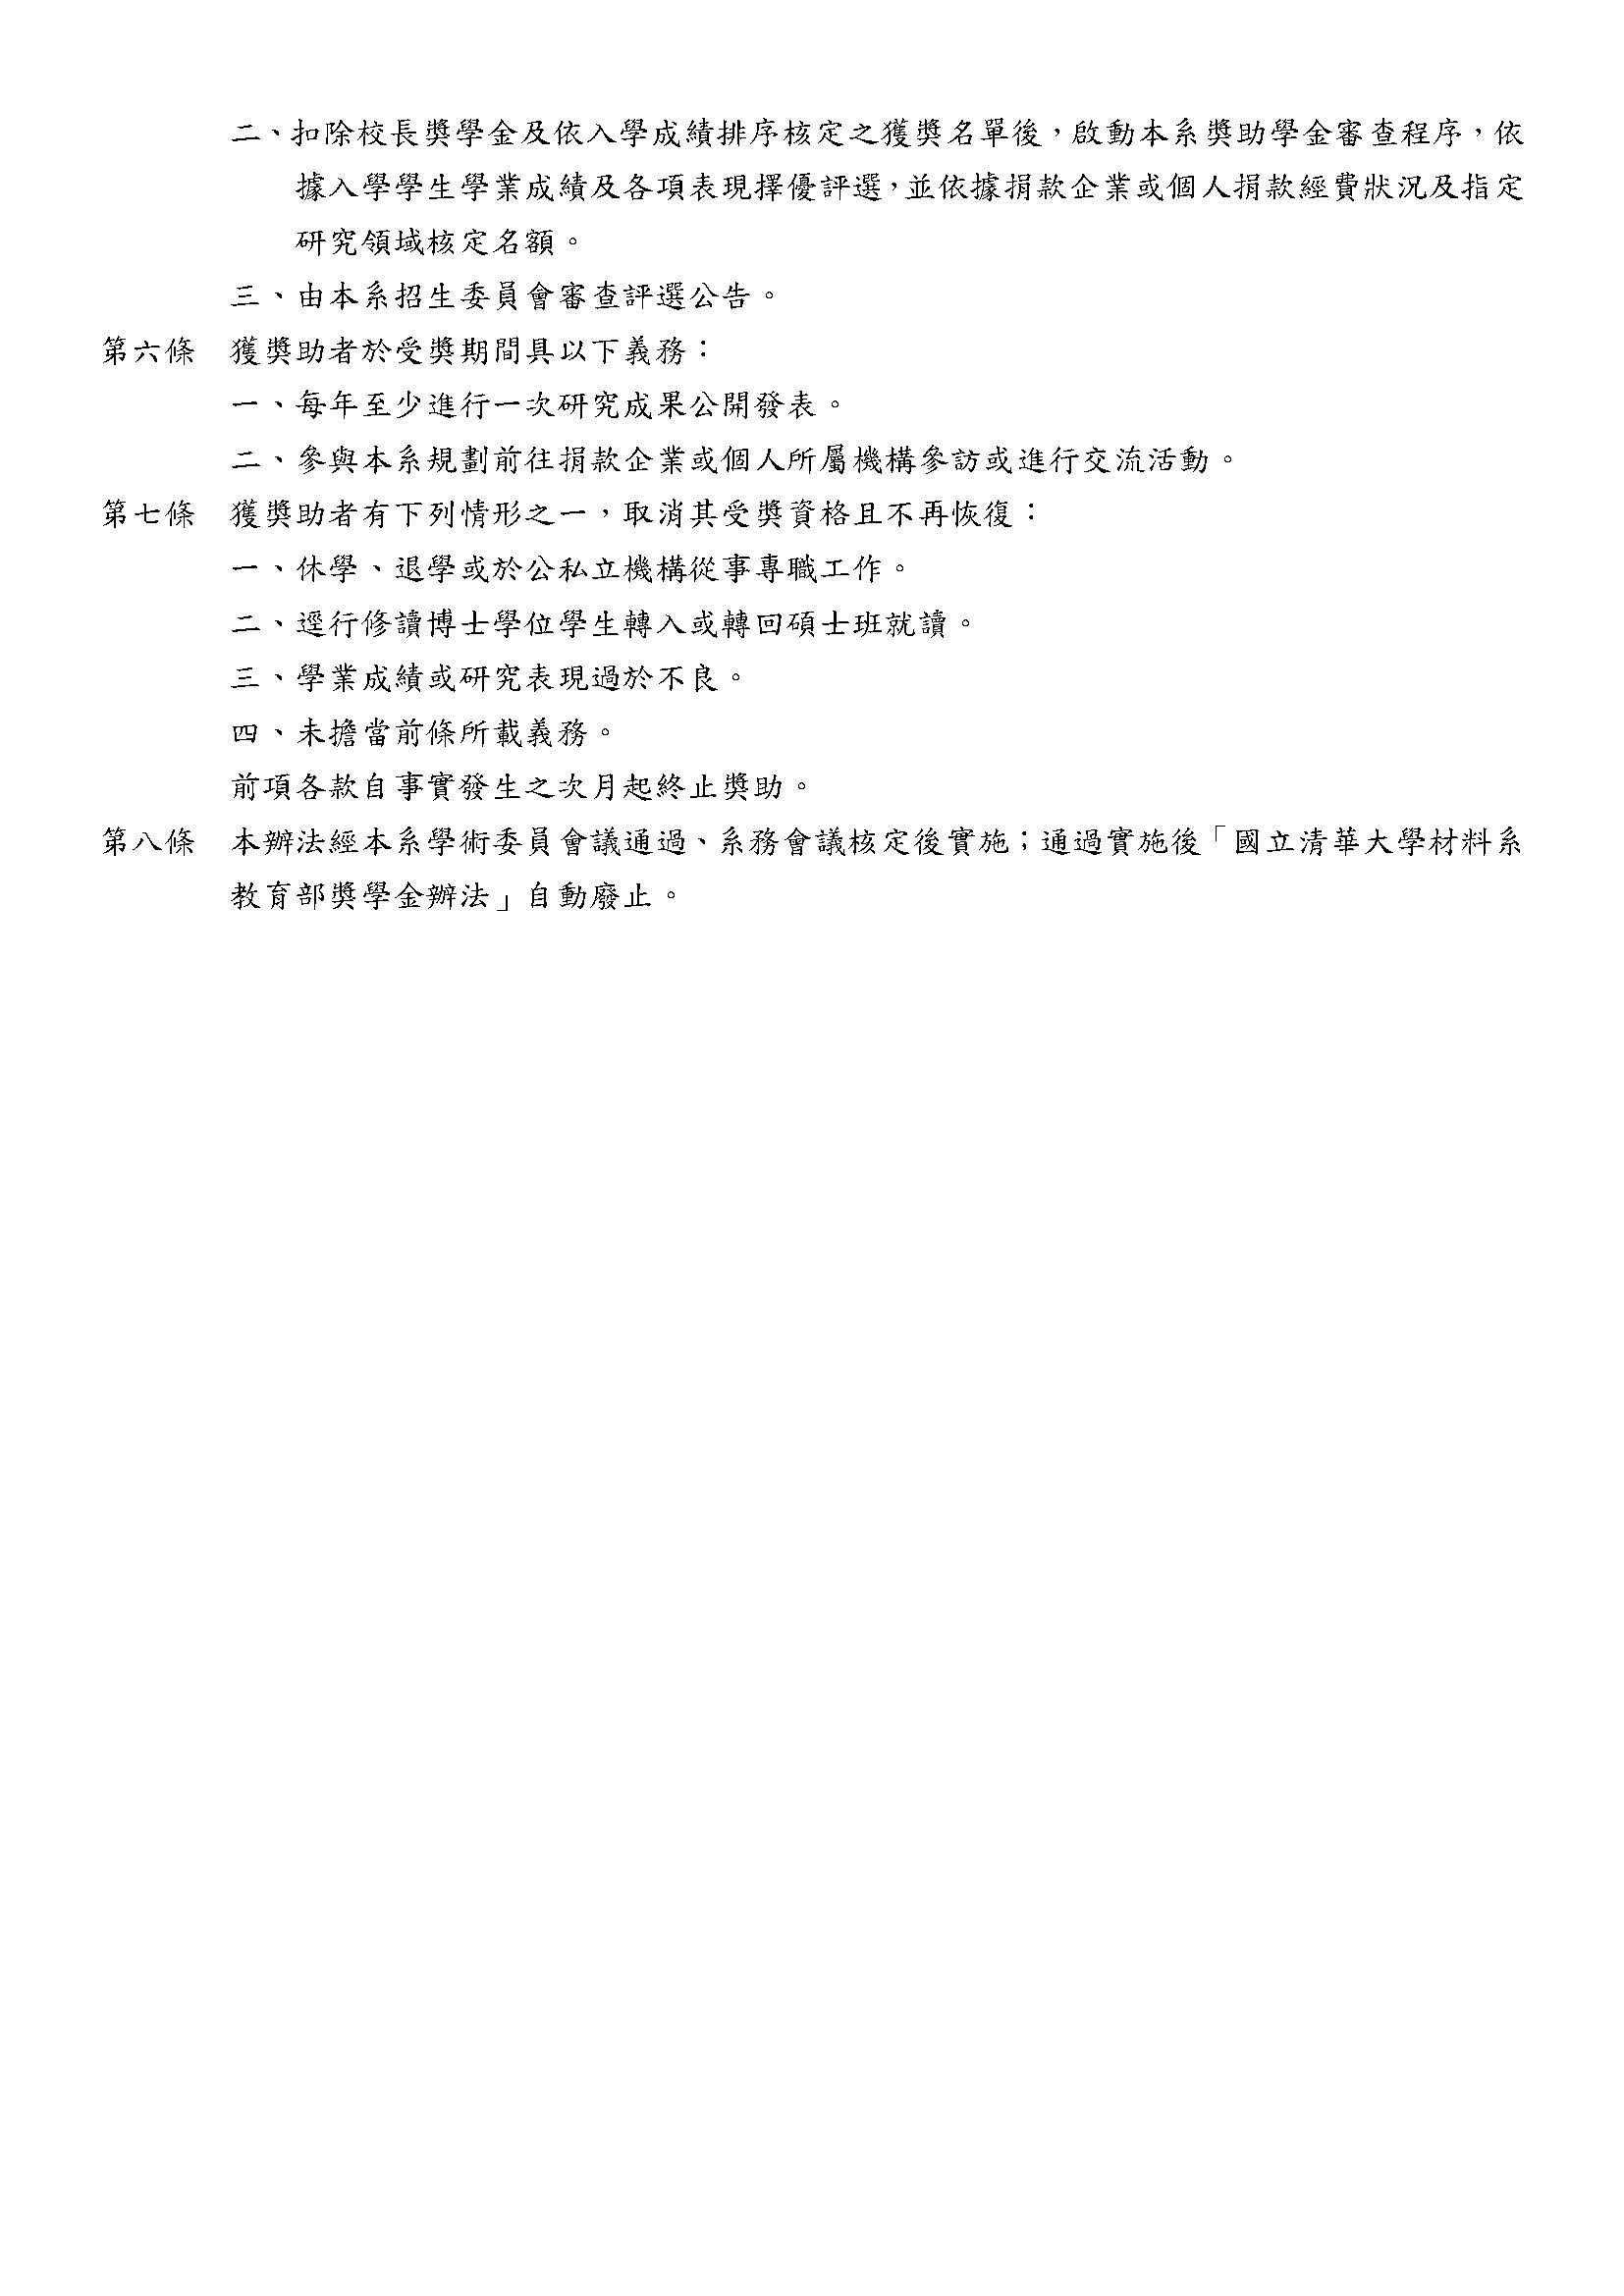 二、扣除校長獎學金及依入學成績排序核定之獲獎名單後，啟動本系獎助學金審查程序，依
據入學學生學業成績及各項表現擇優評選，並依據捐款企業或個人捐款經費狀況及指定
研究領域核定名額。
三、由本系招生委員會審查評選公告。
第六條 獲獎助者於受獎期間具以下義務：
一、每年至少進行一次研究成果公開發表。
二、參與本系規劃前往捐款企業或個人所屬機構參訪或進行交流活動。
第七條 獲獎助者有下列情形之一，取消其受獎資格且不再恢復：
一、休學、退學或於公私立機構從事專職工作。
二、逕行修讀博士學位學生轉入或轉回碩士班就讀。
三、學業成績或研究表現過於不良。
四、未擔當前條所載義務。
前項各款自事實發生之次月起終止獎助。
第八條 本辦法經本系學術委員會議通過、系務會議核定後實施；通過實施後「國立清華大學材料系
教育部獎學金辦法」自動廢止。